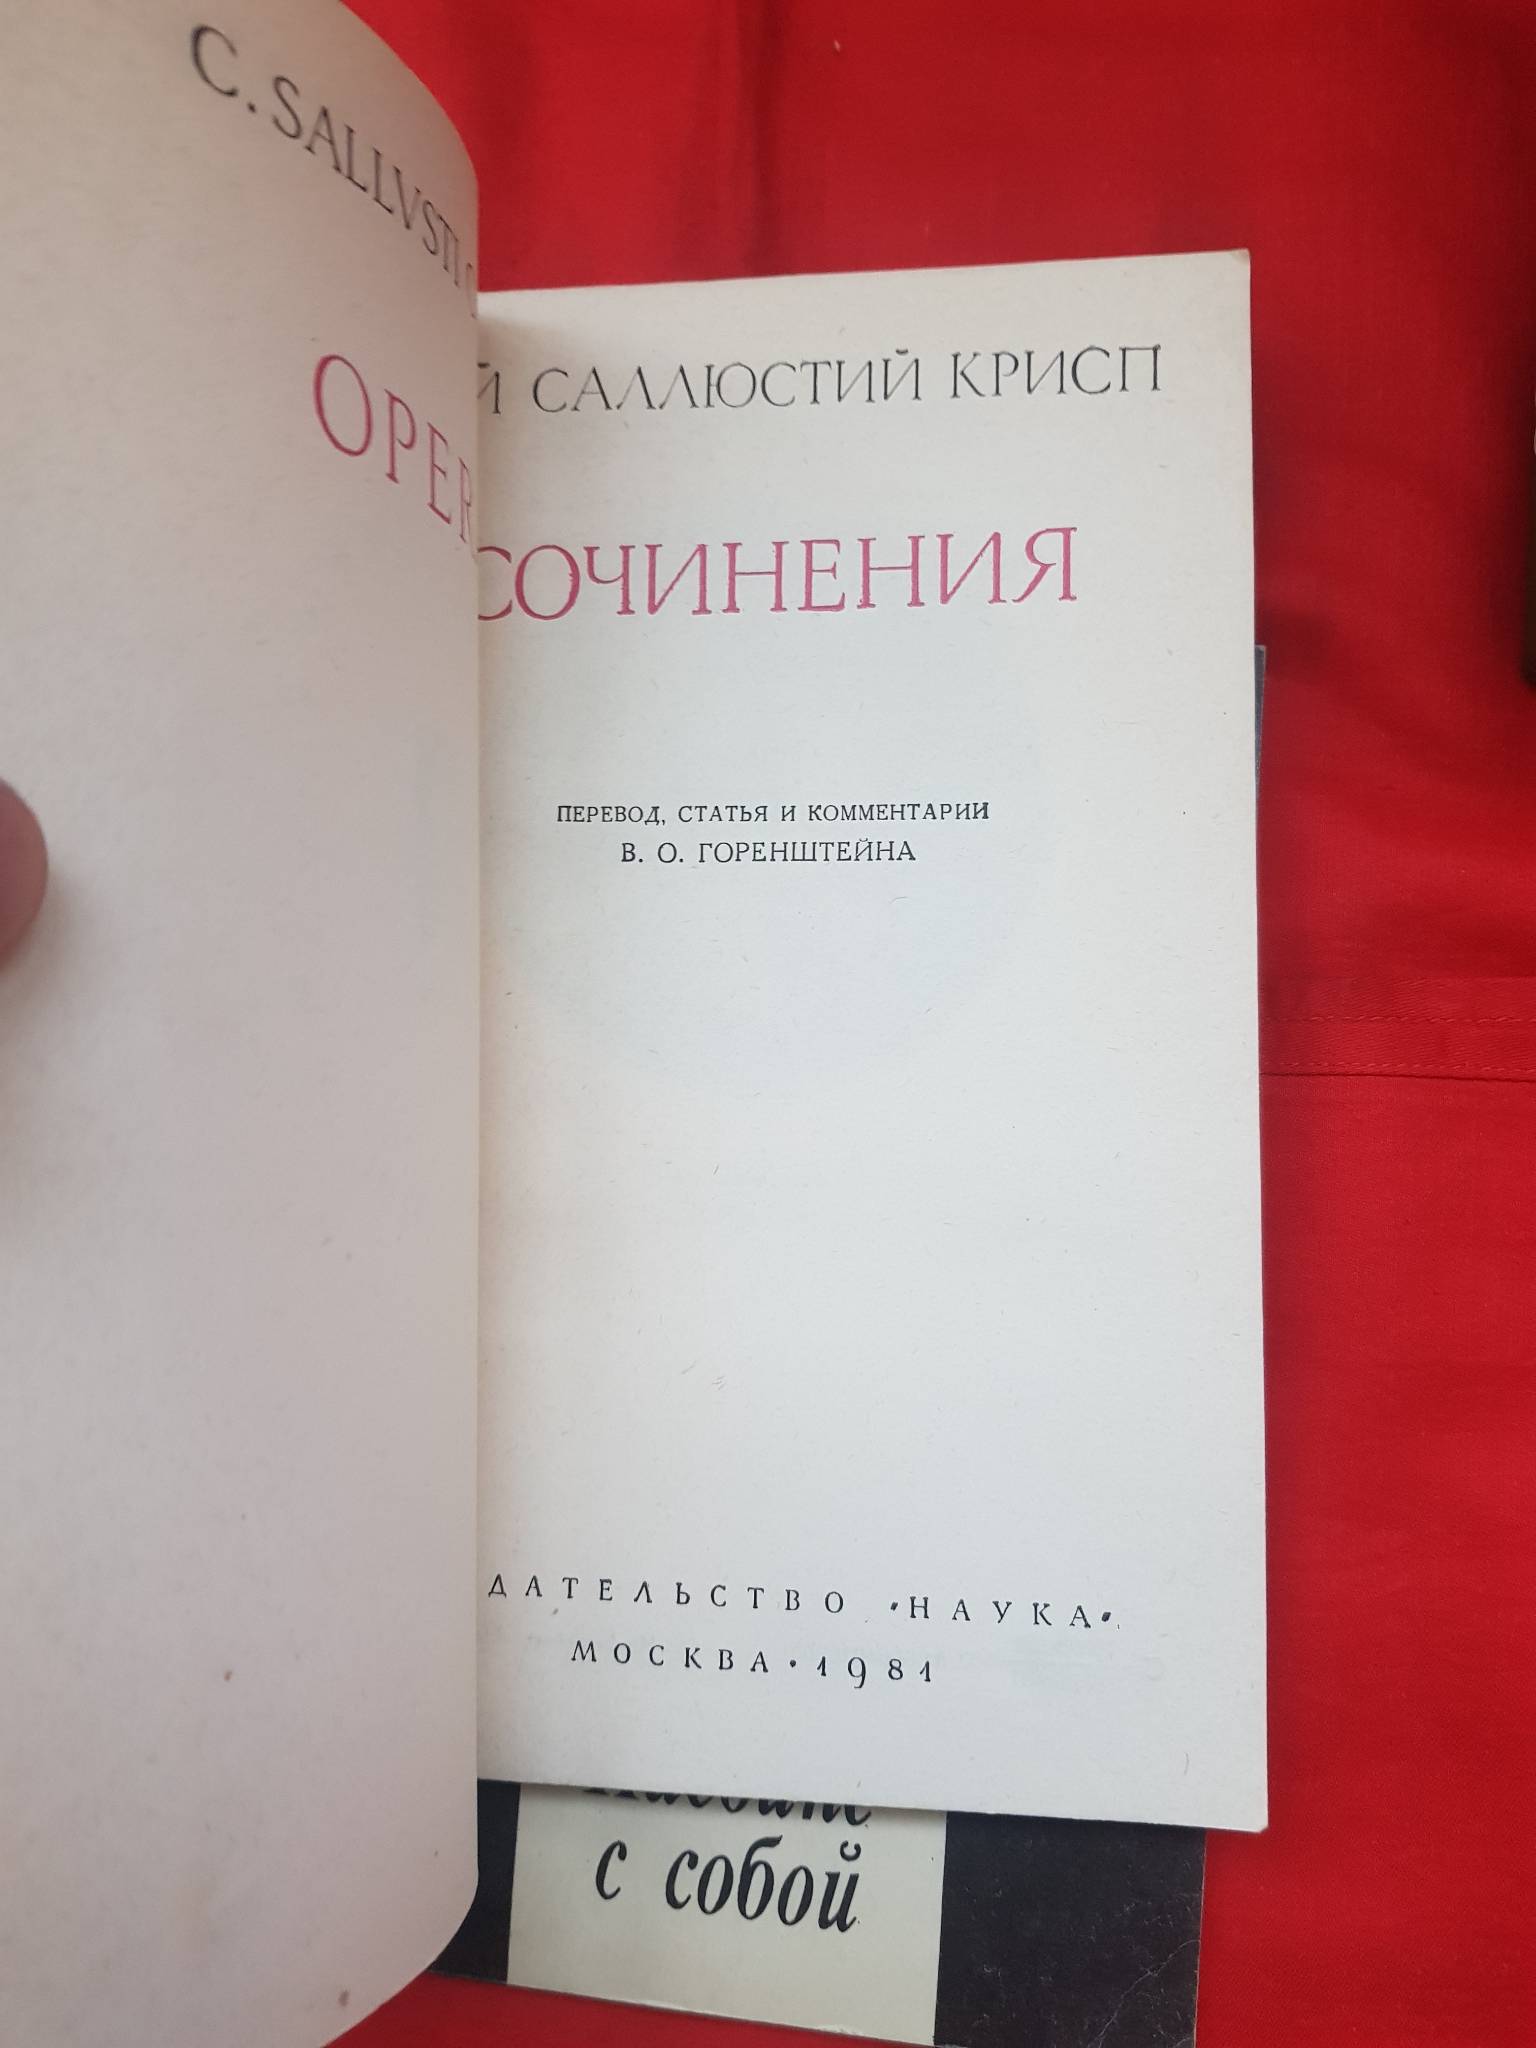 C. SALLVSTI
OPER
Й САЛЛЮСТИЙ КРИСП
СОЧИНЕНИЯ
ПЕРЕВОД, СТАТЬЯ И КОММЕНТАРИИ
В. О. ГОРЕНШТЕЙНА
ДАТЕЛЬСТВО «НАУКА»
МОСКВА · 1981
с собой